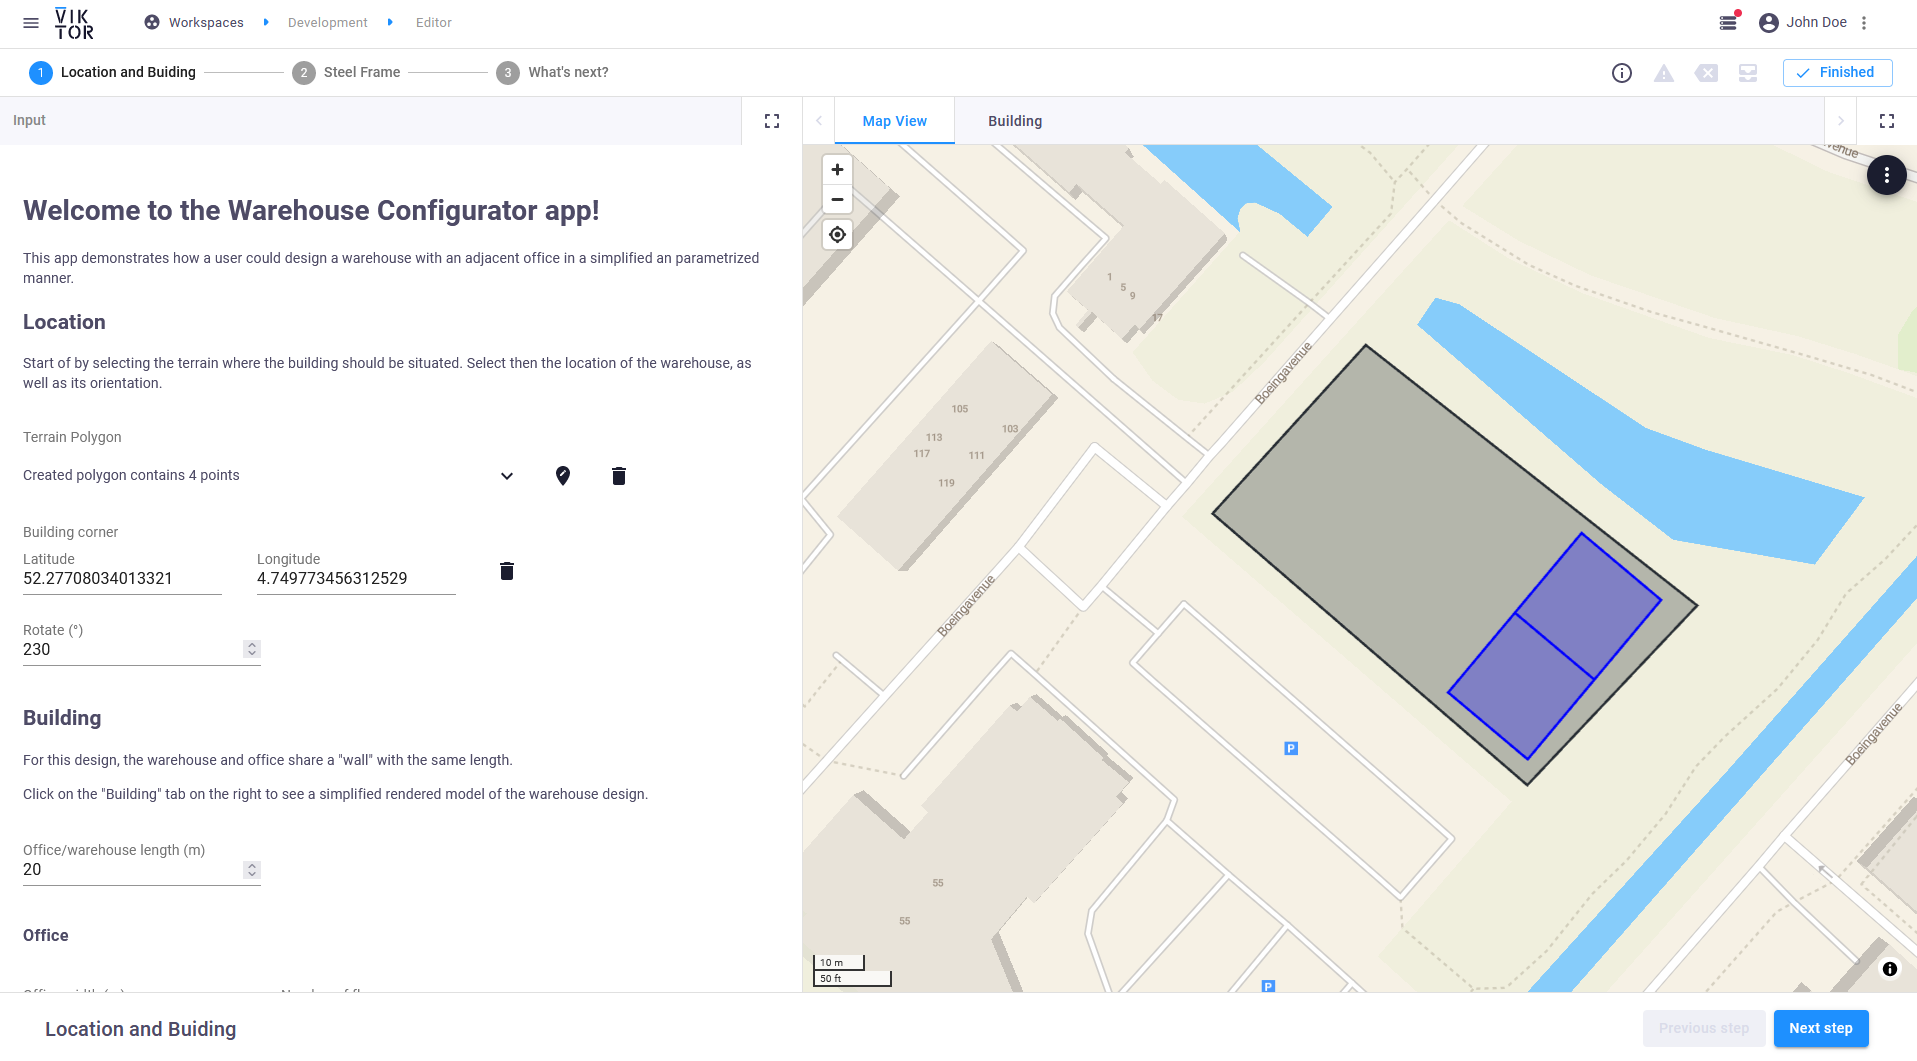 VIK
TOR
Workspaces
Development
Editor
John Doe
1 Location and Buiding
2 Steel Frame
3 What's next?
Finished
Input
Map View
Building
Welcome to the Warehouse Configurator app!
This app demonstrates how a user could design a warehouse with an adjacent office in a simplified an parametrized
manner.
Location
Start of by selecting the terrain where the building should be situated. Select then the location of the warehouse, as
well as its orientation.
Terrain Polygon
Created polygon contains 4 points
Building corner
Latitude
52.27708034013321
Longitude
4.749773456312529
Rotate (°)
230
Building
For this design, the warehouse and office share a "wall" with the same length.
Click on the "Building" tab on the right to see a simplified rendered model of the warehouse design.
Office/warehouse length (m)
20
Office
1
5
9
17
Boeingavenue
105
103
113
117
111
119
Boeingavenue
Boeingavenue
P
55
55
10 m
50 ft
P
Location and Buiding
Previous step
Next step